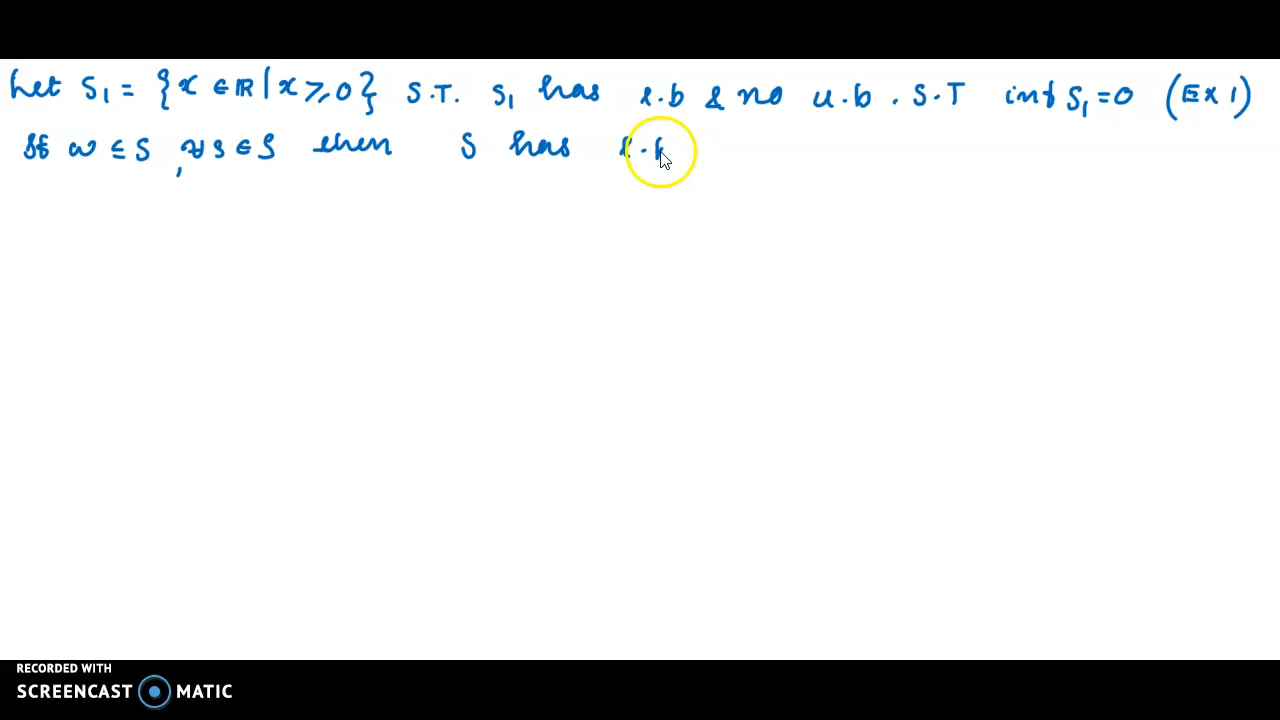 Let S₁ = {x ∈ ℝ | x ⩾ 0} S.T. S₁ has l.b & no u.b. S.T inf S₁ = 0 (Ex 1)
If w ≤ s, ∀ s ∈ S then S has l.b
RECORDED WITH
SCREENCAST MATIC